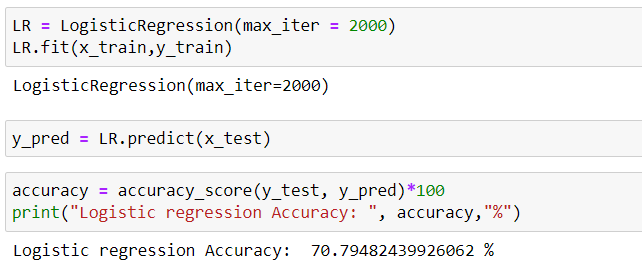 LR = LogisticRegression(max_iter = 2000)
LR.fit(x_train,y_train)
LogisticRegression(max_iter=2000)
y_pred = LR.predict(x_test)
accuracy = accuracy_score(y_test, y_pred)*100
print("Logistic regression Accuracy: ", accuracy,"%")
Logistic regression Accuracy:  70.79482439926062 %